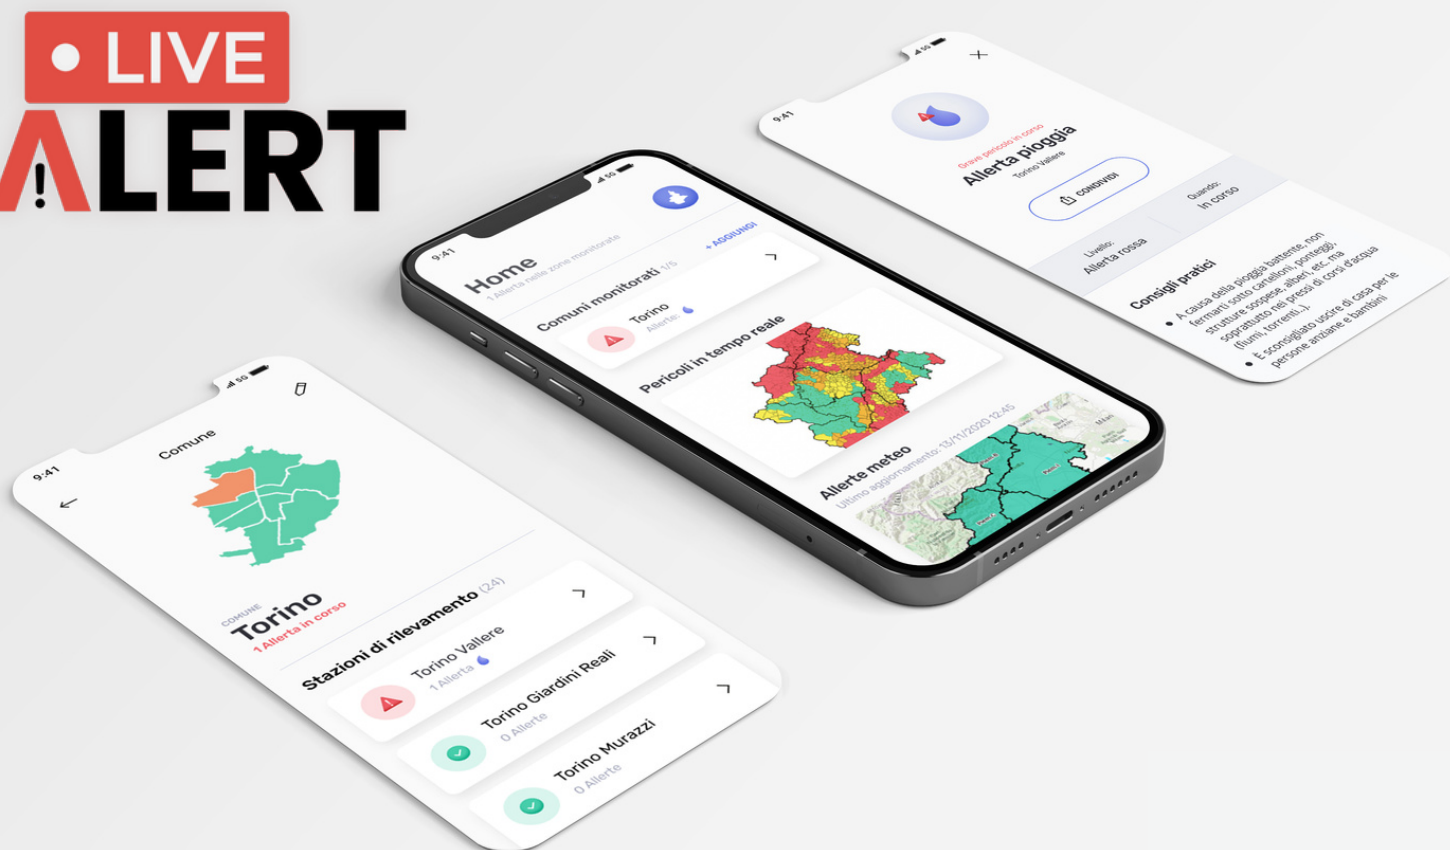 LIVE
ALERT
9:41
5G
Comune
COMUNE
Torino
1 Allerta in corso
Stazioni di rilevamento (24)
Torino Vallere
1 Allerta
Torino Giardini Reali
0 Allerte
Torino Murazzi
0 Allerte
9:41
5G
Home
1 Allerta nelle zone monitorate
Comuni monitorati 1/5
+ AGGIUNGI
Torino
Allerte:
Pericoli in tempo reale
Allerte meteo
Ultimo aggiornamento: 13/11/2020 12:45
9:41
5G
Grave pericolo in corso
Allerta pioggia
Torino Vallere
CONDIVIDI
Livello:
Allerta rossa
Quando:
In corso
Consigli pratici
• A causa della pioggia battente, non
fermarti sotto cartelloni, ponteggi,
strutture sospese, alberi, etc. ma
soprattutto nei pressi di corsi d'acqua
(fiumi, torrenti..).
• È sconsigliato uscire di casa per le
persone anziane e bambini